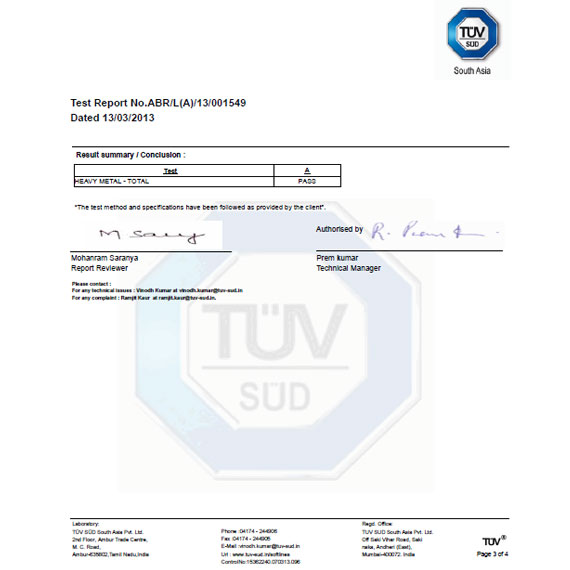 TÜV
SÜD
South Asia
Test Report No.ABR/L(A)/13/001549
Dated 13/03/2013
Result summary / Conclusion :
Test A
HEAVY METAL - TOTAL PASS
"The test method and specifications have been followed as provided by the client".
M Saray
Authorised by R. Prem K
Mohanram Saranya
Report Reviewer
Prem kumar
Technical Manager
Please contact :
For any technical issues : Vinodh Kumar at vinodh.kumar@tuv-sud.in
For any complaint : Ramjit Kaur at ramjit.kaur@tuv-sud.in.
TÜV
SÜD
Laboratory:
TÜV SÜD South Asia Pvt. Ltd.
2nd Floor, Ambur Trade Centre,
M. C. Road,
Ambur-635802,Tamil Nadu,India
Phone : 04174 - 244906
Fax : 04174 - 244905
E-Mail : vinodh.kumar@tuv-sud.in
Url : www.tuv-sud.in/softlines
ControlNo:15362240.070313.096
Regd. Office:
TUV SUD South Asia Pvt. Ltd.
Off Saki Vihar Road, Saki
naka, Andheri (East),
Mumbai-400072. India
TÜV®
Page 3 of 4